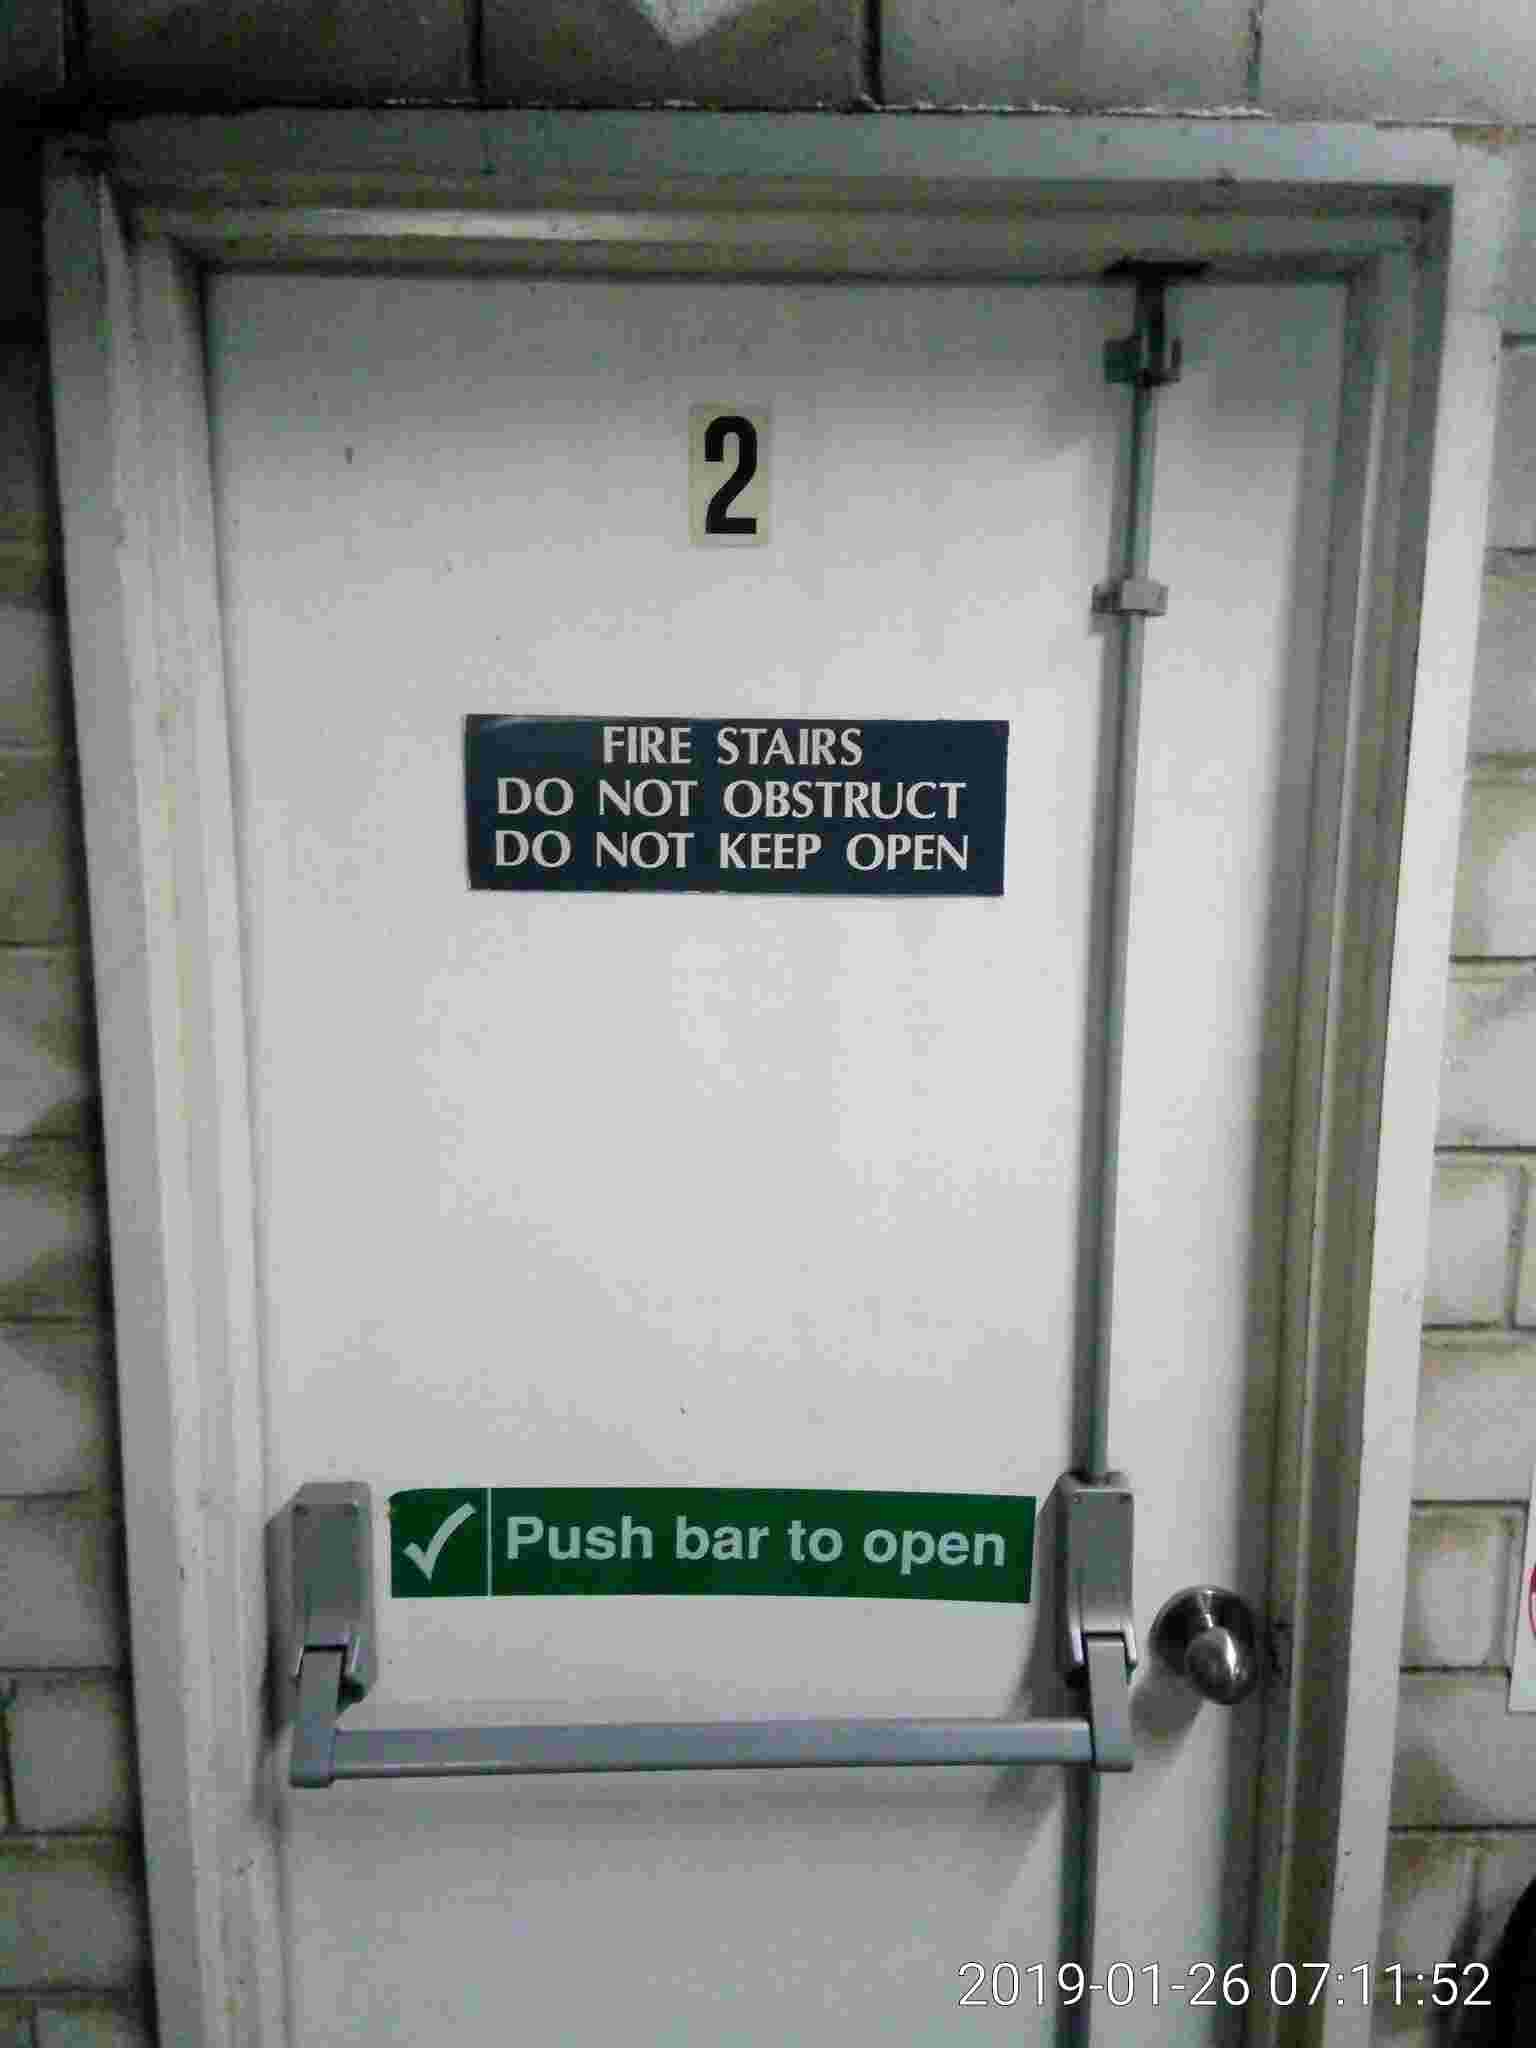 2
FIRE STAIRS
DO NOT OBSTRUCT
DO NOT KEEP OPEN
Push bar to open
2019-01-26 07:11:52